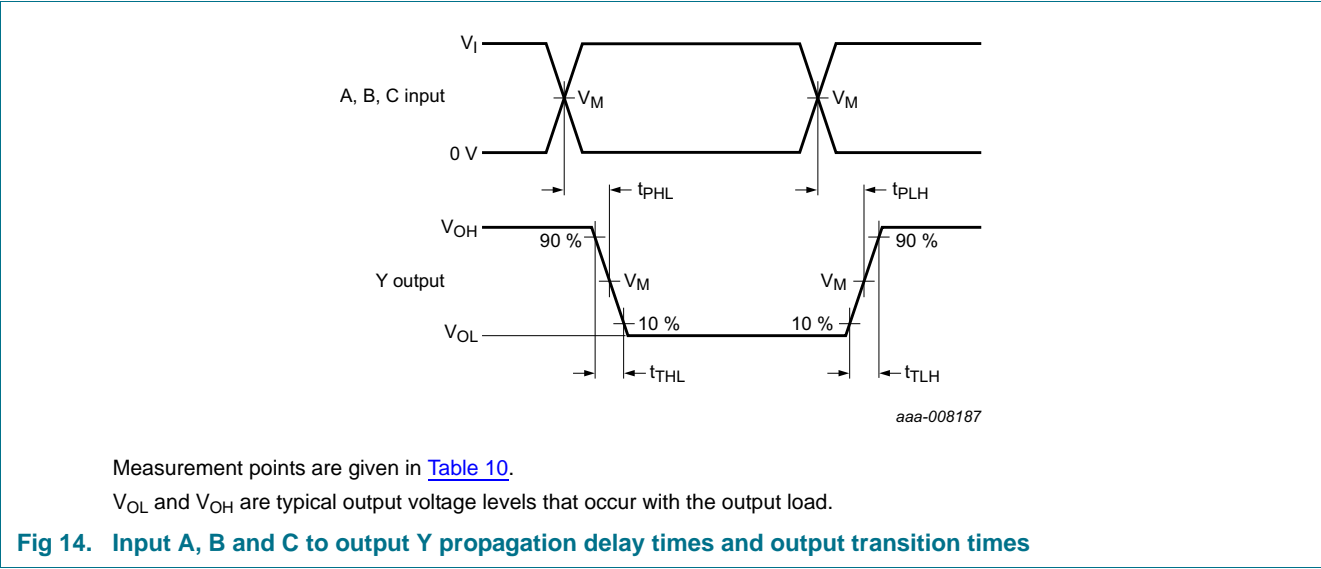 V_I
A, B, C input
V_M
V_M
0 V
t_PHL
t_PLH
V_OH
90 %
90 %
Y output
V_M
V_M
10 %
10 %
V_OL
t_THL
t_TLH
aaa-008187
Measurement points are given in Table 10.
V_OL and V_OH are typical output voltage levels that occur with the output load.
Fig 14. Input A, B and C to output Y propagation delay times and output transition times